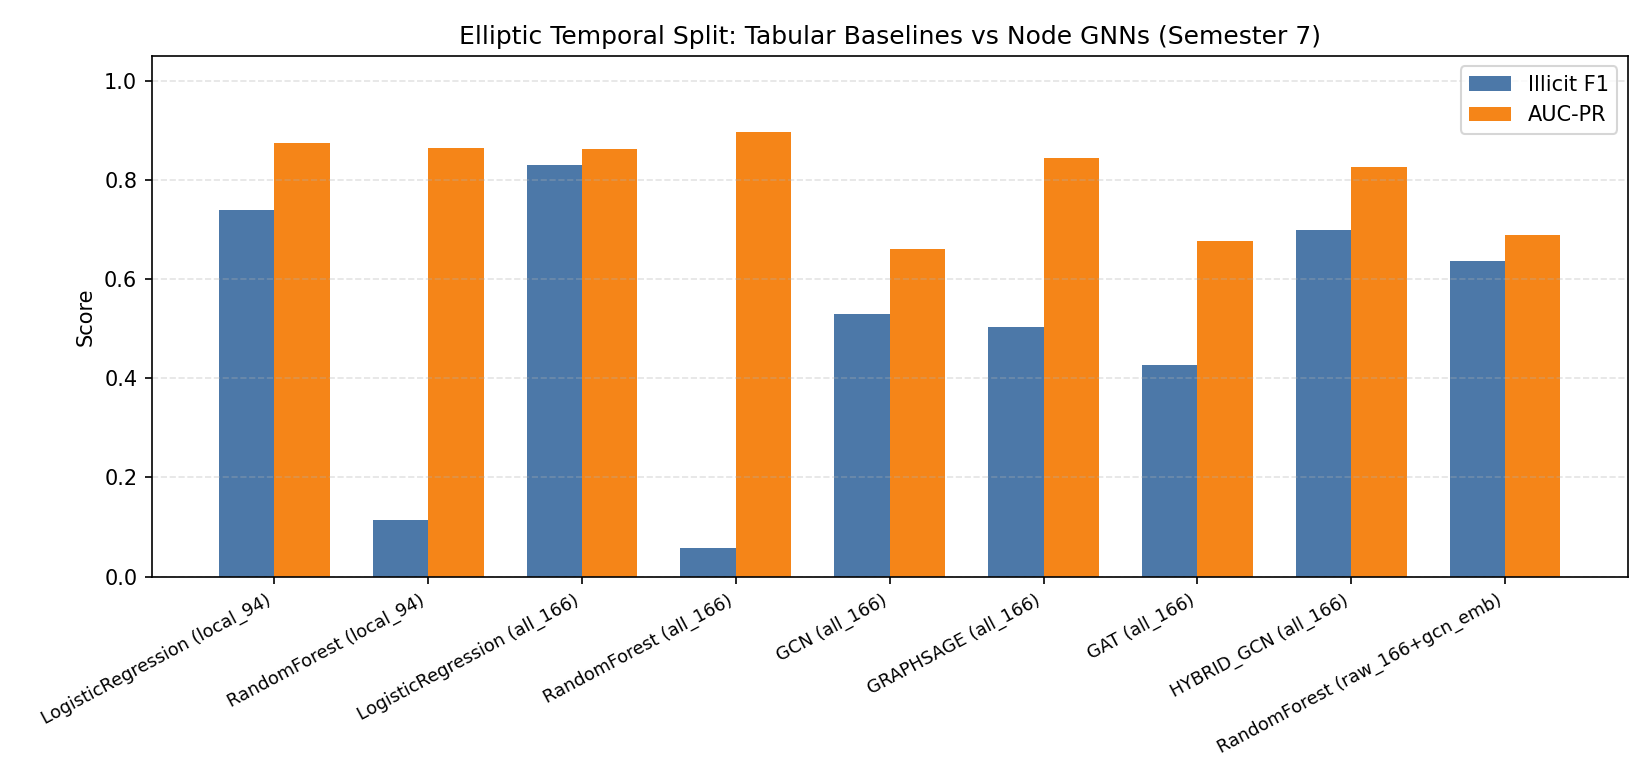 Elliptic Temporal Split: Tabular Baselines vs Node GNNs (Semester 7)
Illicit F1
AUC-PR
Score
1.0
0.8
0.6
0.4
0.2
0.0
LogisticRegression (local_94)
RandomForest (local_94)
LogisticRegression (all_166)
RandomForest (all_166)
GCN (all_166)
GRAPHSAGE (all_166)
GAT (all_166)
HYBRID_GCN (all_166)
RandomForest (raw_166+gcn_emb)